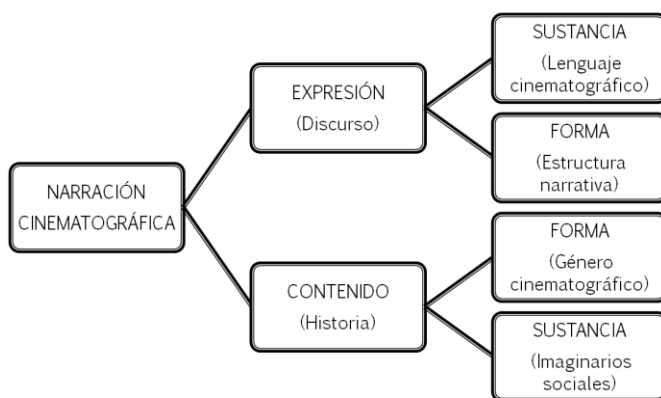 NARRACIÓN
CINEMATOGRÁFICA
EXPRESIÓN
(Discurso)
CONTENIDO
(Historia)
SUSTANCIA
(Lenguaje
cinematográfico)
FORMA
(Estructura
narrativa)
FORMA
(Género
cinematográfico)
SUSTANCIA
(Imaginarios
sociales)